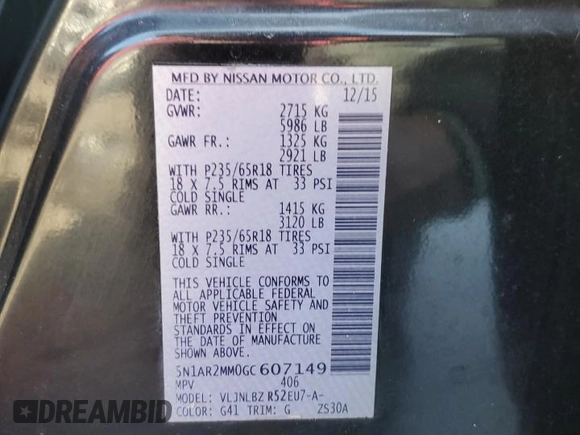 MFD BY NISSAN MOTOR CO., LTD.
DATE: 12/15
GVWR: 2715 KG
5986 LB
GAWR FR.: 1325 KG
2921 LB
WITH P235/65R18 TIRES
18 X 7.5 RIMS AT 33 PSI
COLD SINGLE
GAWR RR.: 1415 KG
3120 LB
WITH P235/65R18 TIRES
18 X 7.5 RIMS AT 33 PSI
COLD SINGLE
THIS VEHICLE CONFORMS TO
ALL APPLICABLE FEDERAL
MOTOR VEHICLE SAFETY AND
THEFT PREVENTION
STANDARDS IN EFFECT ON
THE DATE OF MANUFACTURE
SHOWN ABOVE.
5N1AR2MM0GC607149
MPV 406
MODEL: VLJNLBZ R52EU7-A-
COLOR: G41 TRIM: G ZS30A
RideSafely